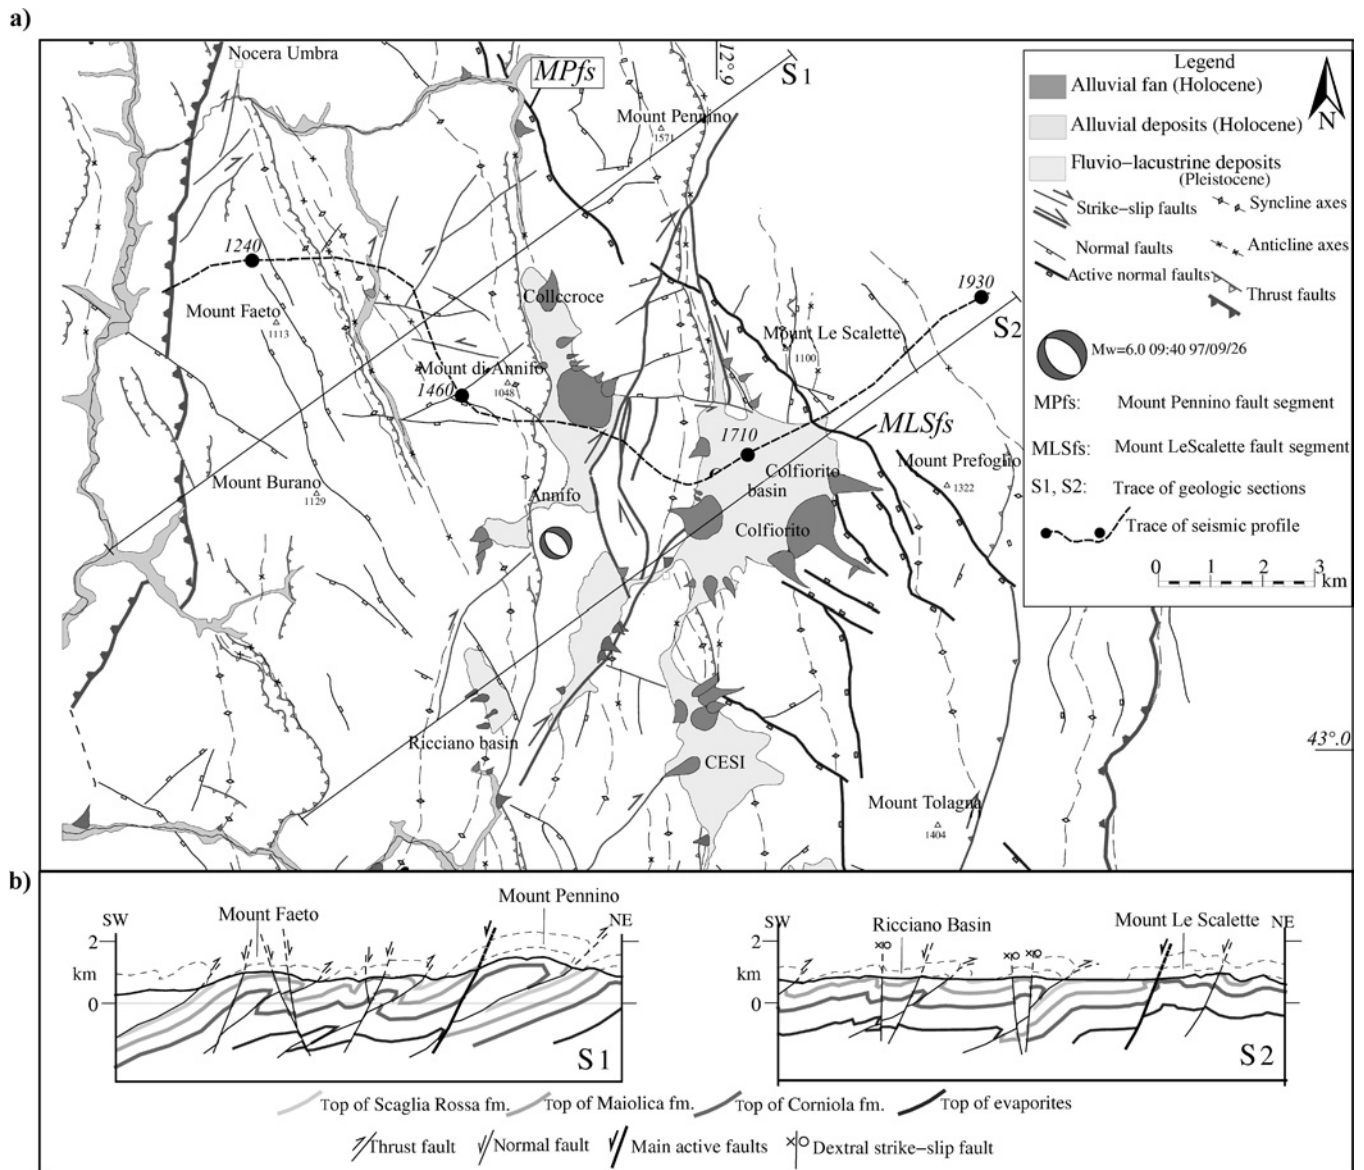 a)
Nocera Umbra
MPfs
12°.9
S1
Mount Pennino
1571
Legend
Alluvial fan (Holocene)
Alluvial deposits (Holocene)
Fluvio-lacustrine deposits
(Pleistocene)
N
Strike-slip faults
Syncline axes
Normal faults
Anticline axes
Active normal faults
Thrust faults
Mw=6.0 09:40 97/09/26
MPfs: Mount Pennino fault segment
MLSfs: Mount LeScalette fault segment
S1, S2: Trace of geologic sections
Trace of seismic profile
0 1 2 3
km
1240
1930
Mount Faeto
1113
Collccroce
S2
Mount Le Scalette
1100
Mount di Annifo
1048
1460
1710
MLSfs
Mount Prefoglio
1322
Colfiorito
basin
Mount Burano
1129
Annifo
Colfiorito
Ricciano basin
CESI
43°.0
Mount Tolagna
1404
b)
SW
Mount Faeto
Mount Pennino
NE
2
km
0
S1
SW
Ricciano Basin
Mount Le Scalette
NE
2
km
0
S2
Top of Scaglia Rossa fm.
Top of Maiolica fm.
Top of Corniola fm.
Top of evaporites
Thrust fault
Normal fault
Main active faults
Dextral strike-slip fault